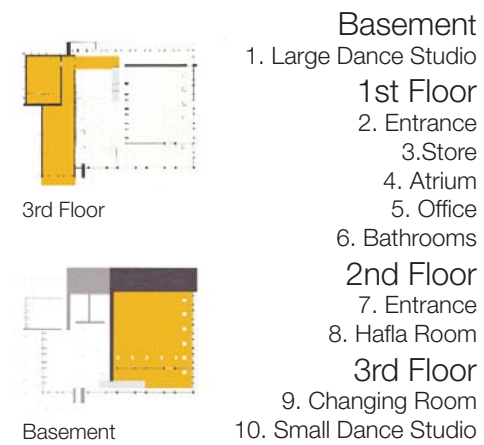 3rd Floor
Basement
Basement
1. Large Dance Studio
1st Floor
2. Entrance
3.Store
4. Atrium
5. Office
6. Bathrooms
2nd Floor
7. Entrance
8. Hafla Room
3rd Floor
9. Changing Room
10. Small Dance Studio